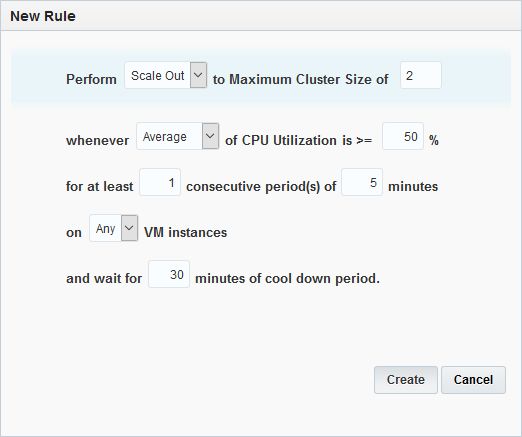 New Rule
Perform Scale Out to Maximum Cluster Size of 2
whenever Average of CPU Utilization is >= 50 %
for at least 1 consecutive period(s) of 5 minutes
on Any VM instances
and wait for 30 minutes of cool down period.
Create Cancel